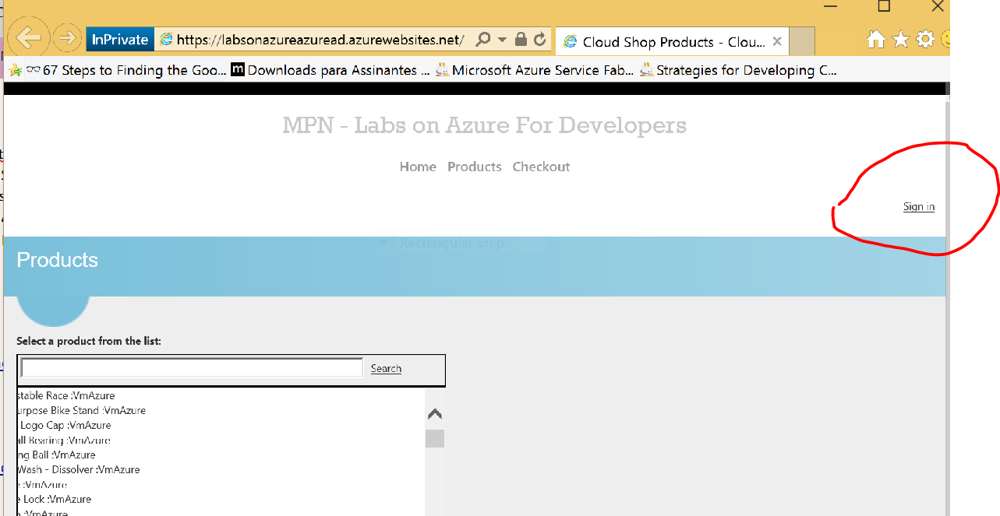 InPrivate https://labsonazureazuread.azurewebsites.net/ Cloud Shop Products - Clou...
67 Steps to Finding the Goo... m Downloads para Assinantes ... Microsoft Azure Service Fab... Strategies for Developing C...
MPN - Labs on Azure For Developers
Home Products Checkout
Sign in
Rectangular Snip
Products
Select a product from the list:
Search
stable Race :VmAzure
urpose Bike Stand :VmAzure
Logo Cap :VmAzure
all Bearing :VmAzure
ng Ball :VmAzure
Wash - Dissolver :VmAzure
e :VmAzure
e Lock :VmAzure
:VmAzure